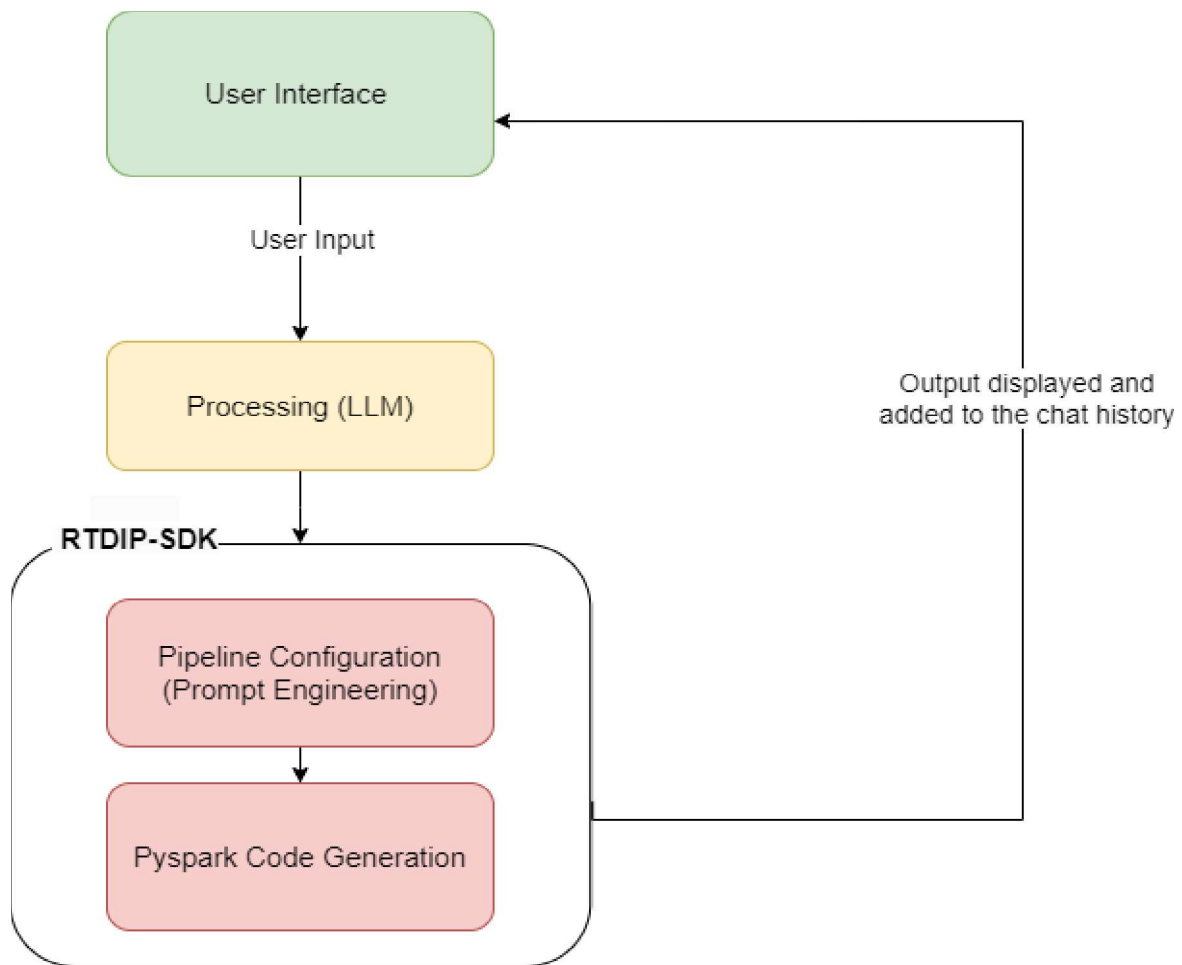 User Interface
User Input
Processing (LLM)
Output displayed and
added to the chat history
RTDIP-SDK
Pipeline Configuration
(Prompt Engineering)
Pyspark Code Generation